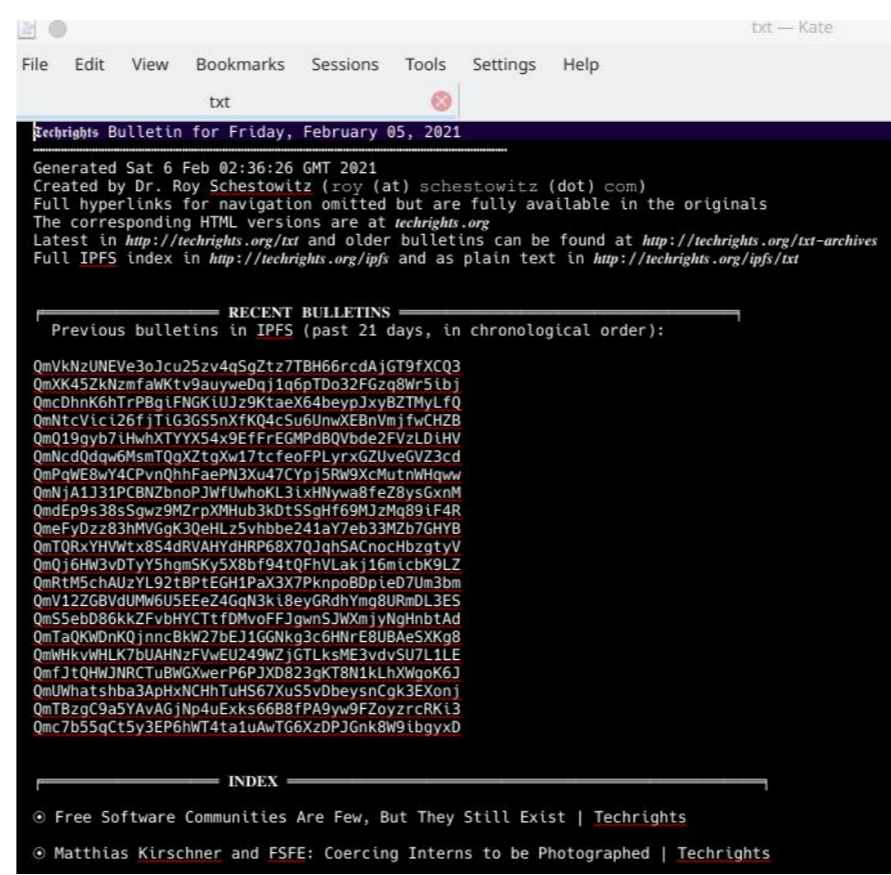 txt — Kate
File Edit View Bookmarks Sessions Tools Settings Help
txt
Techrights Bulletin for Friday, February 05, 2021
Generated Sat 6 Feb 02:36:26 GMT 2021
Created by Dr. Roy Schestowitz (roy (at) schestowitz (dot) com)
Full hyperlinks for navigation omitted but are fully available in the originals
The corresponding HTML versions are at techrights.org
Latest in http://techrights.org/txt and older bulletins can be found at http://techrights.org/txt-archives
Full IPFS index in http://techrights.org/ipfs and as plain text in http://techrights.org/ipfs/txt
RECENT BULLETINS
Previous bulletins in IPFS (past 21 days, in chronological order):
QmVkNzUNEVe3oJcu25zv4qSgZtz7TBH66rcdAjGT9fXCQ3
QmXK45ZkNzmfaWKtv9auyweDqj1q6pTDo32FGzq8Wr5ibj
QmcDhnK6hTrPBgiFNGKiUJz9KtaeX64beypJxyBZTMyLfQ
QmNtcVici26fjTiG3GS5nXfKQ4cSu6UnwXEBnVmjfwCHZB
QmQ19gyb7iHwhXTYYX54x9EfFrEGMPdBQVbde2FVzLDiHV
QmNcdQdqw6MsmTQgXZtgXw17tcfeoFPLyrxGZUveGVZ3cd
QmPqWE8wY4CPvnQhhFaePN3Xu47CYpj5RW9XcMutnWHqww
QmNjA1J31PCBNZbnoPJWfUwhoKL3ixHNywa8feZ8ysGxnM
QmdEp9s38sSgwz9MZrpXMHub3kDtSSgHf69MJzMq89iF4R
QmeFyDzz83hMVGgK3QeHLz5vhbbe241aY7eb33MZb7GHYB
QmTQRxYHVWtx8S4dRVAHYdHRP68X7QJqhSACnocHbzgtyV
QmQj6HW3vDTyY5hgmSKy5X8bf94tQFhVLakj16micbK9LZ
QmRtM5chAUzYL92tBPtEGH1PaX3X7PknpoBDpieD7Um3bm
QmV12ZGBVdUMW6U5EEeZ4GqN3ki8eyGRdhYmg8URmDL3ES
QmS5ebD86kkZFvbHYCTtfDMvoFFJgwnSJWXmjyNgHnbtAd
QmTaQKWDnKQjnncBkW27bEJ1GGNkg3c6HNrE8UBAeSXKg8
QmWHkvWHLK7bUAHNzFVwEU249WZjGTLksME3vdvSU7L1LE
QmfJtQHWJNRCTuBWGXwerP6PJXD823gKT8N1kLhXWgoK6J
QmUWhatshba3ApHxNCHhTuHS67XuS5vDbeysnCgk3EXonj
QmTBzgC9a5YAvAGjNp4uExks66B8fPA9yw9FZoyzrcRKi3
Qmc7b55qCt5y3EP6hWT4ta1uAwTG6XzDPJGnk8W9ibgyxD
INDEX
⦿ Free Software Communities Are Few, But They Still Exist | Techrights
⦿ Matthias Kirschner and FSFE: Coercing Interns to be Photographed | Techrights